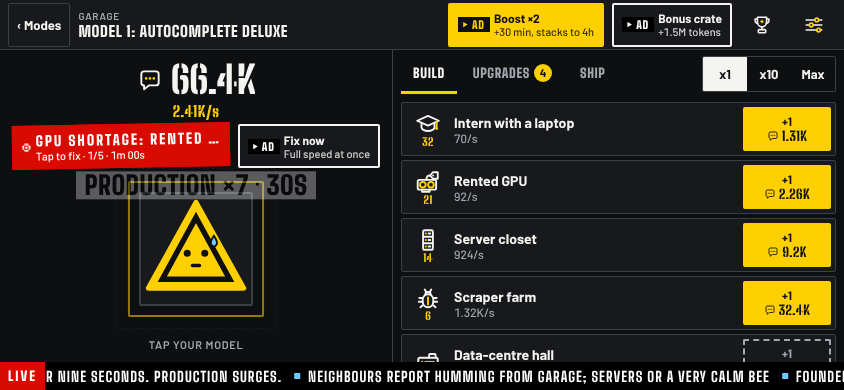 ‹ Modes
GARAGE
MODEL 1: AUTOCOMPLETE DELUXE
AD
Boost ×2
+30 min, stacks to 4h
AD
Bonus crate
+1.5M tokens
66.4K
2.41K/s
GPU SHORTAGE: RENTED …
Tap to fix · 1/5 · 1m 00s
AD
Fix now
Full speed at once
PRODUCTION ×7 · 30S
TAP YOUR MODEL
BUILD
UPGRADES 4
SHIP
x1
x10
Max
32
Intern with a laptop
70/s
+1
1.31K
21
Rented GPU
92/s
+1
2.26K
14
Server closet
924/s
+1
9.2K
6
Scraper farm
1.32K/s
+1
32.4K
Data-centre hall
+1
LIVE
R NINE SECONDS. PRODUCTION SURGES. ▪ NEIGHBOURS REPORT HUMMING FROM GARAGE; SERVERS OR A VERY CALM BEE ▪ FOUNDE